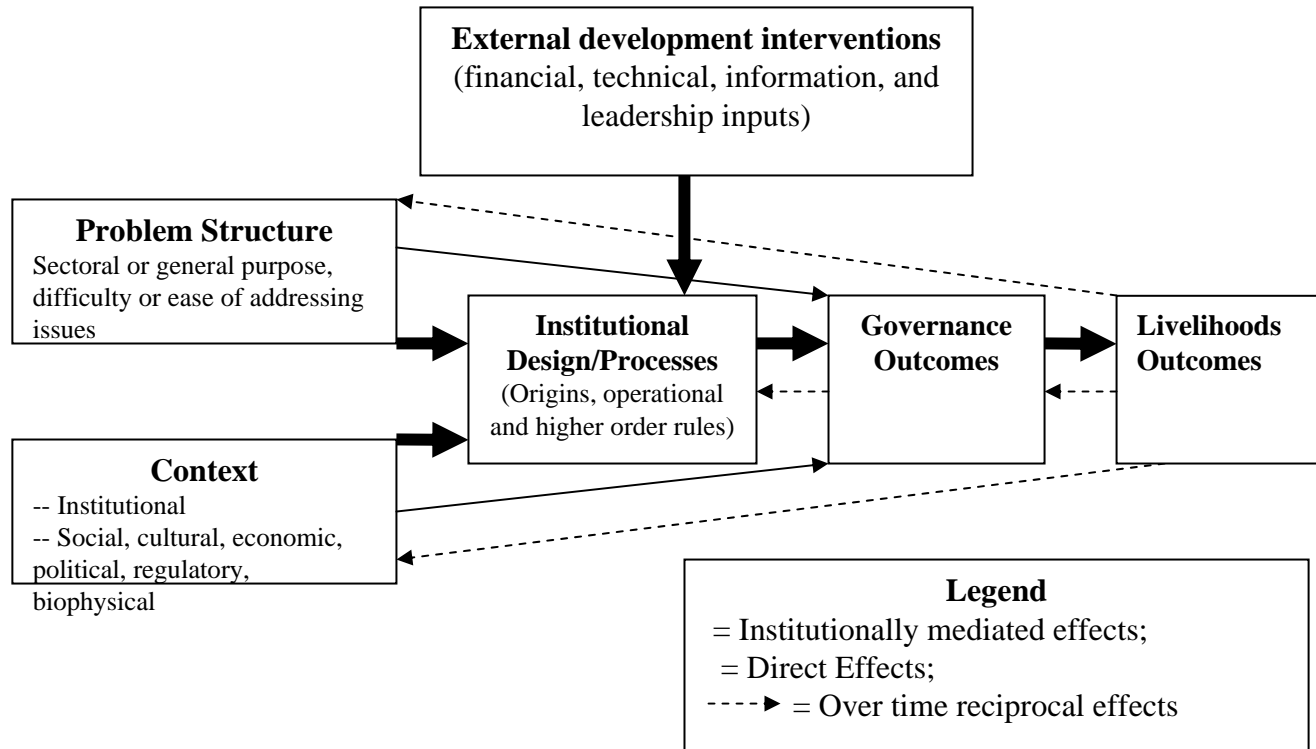 External development interventions
(financial, technical, information, and
leadership inputs)
Problem Structure
Sectoral or general purpose,
difficulty or ease of addressing
issues
Institutional
Design/Processes
(Origins, operational
and higher order rules)
Governance
Outcomes
Livelihoods
Outcomes
Context
-- Institutional
-- Social, cultural, economic,
political, regulatory,
biophysical
Legend
= Institutionally mediated effects;
= Direct Effects;
= Over time reciprocal effects